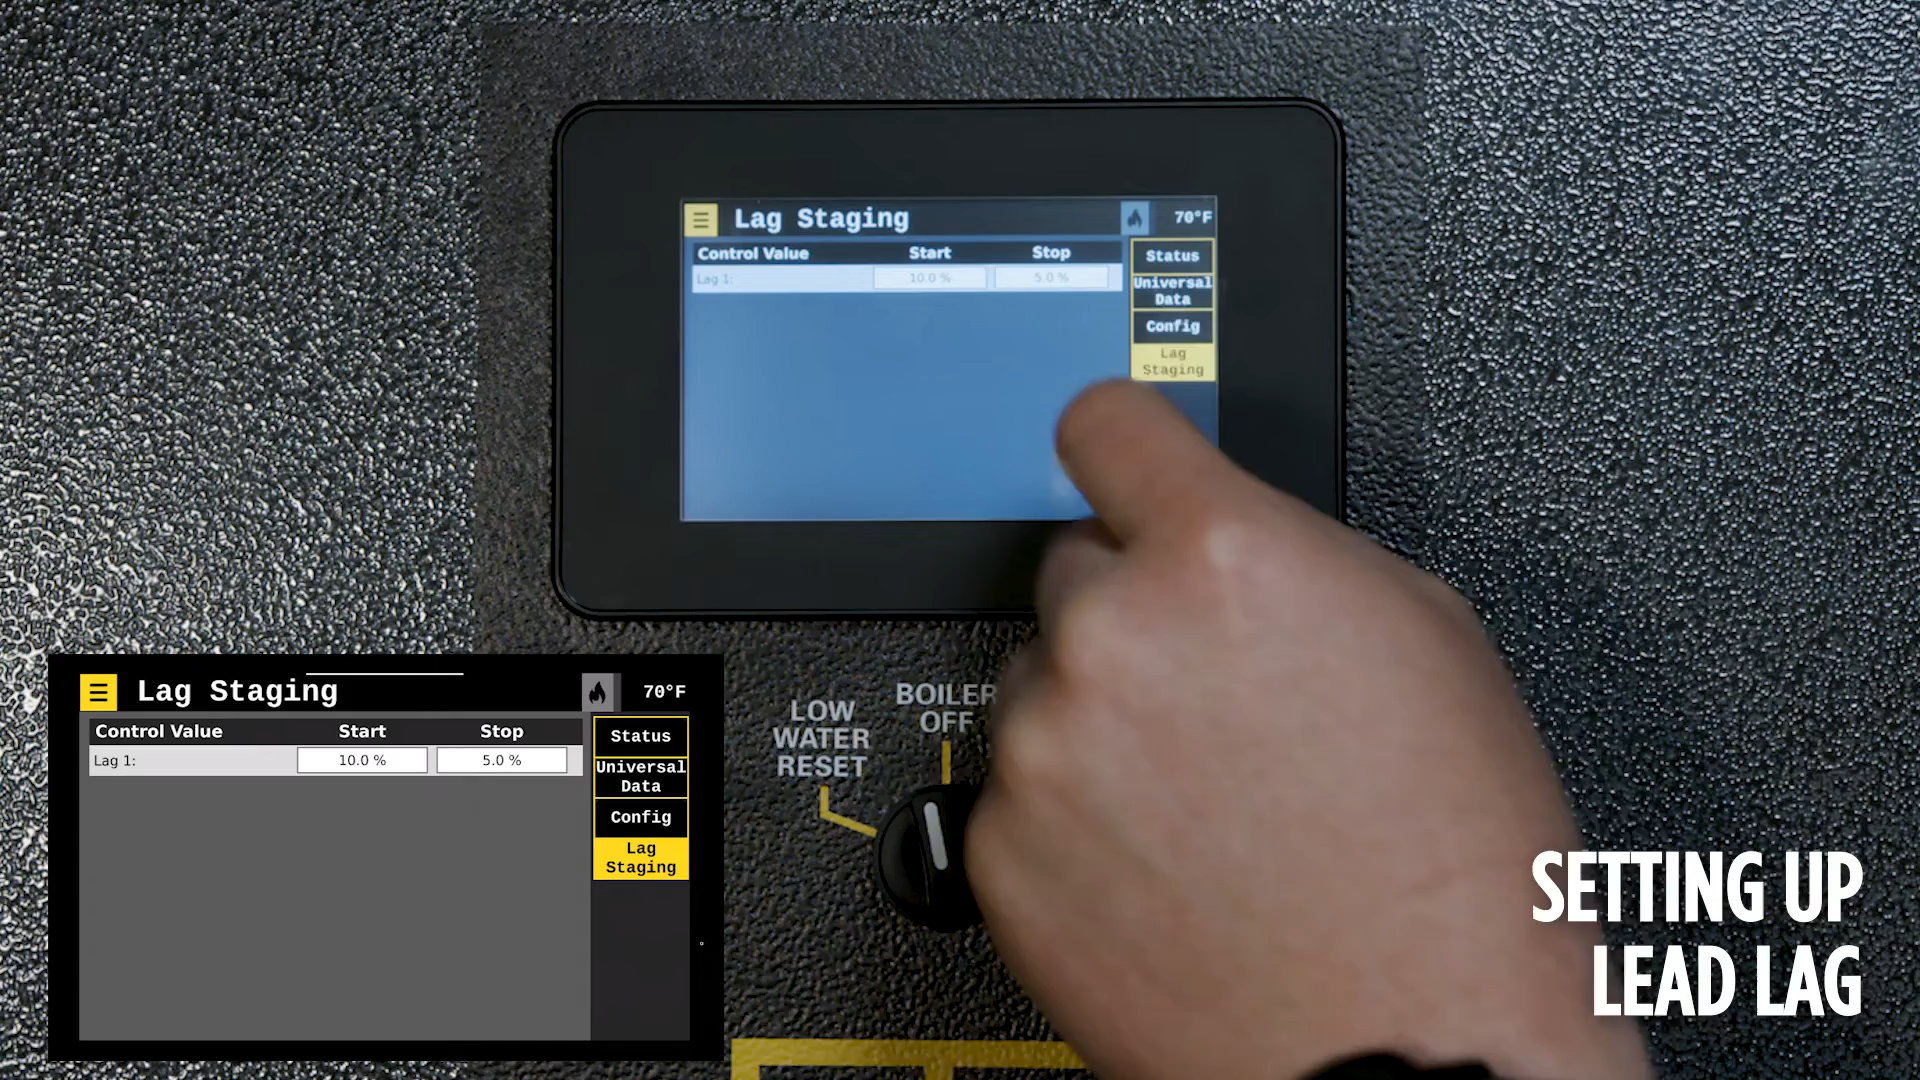 Lag Staging 70°F
Control Value Start Stop
Lag 1: 10.0 % 5.0 %
Status
Universal
Data
Config
Lag
Staging
Lag Staging 70°F
Control Value Start Stop
Lag 1: 10.0 % 5.0 %
Status
Universal
Data
Config
Lag
Staging
LOW
WATER
RESET
BOILER
OFF
SETTING UP
LEAD LAG